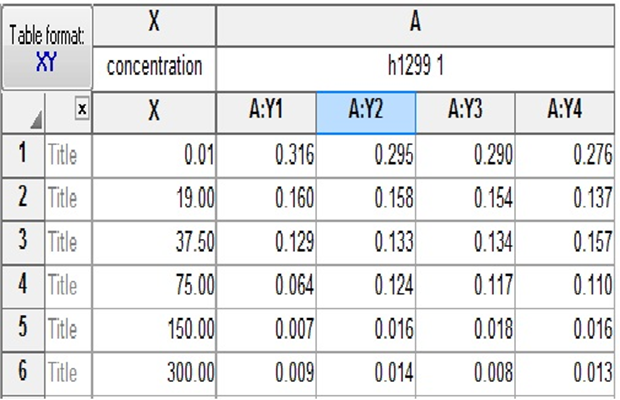 Table format: X A
XY concentration h1299 1
x X A:Y1 A:Y2 A:Y3 A:Y4
1 Title 0.01 0.316 0.295 0.290 0.276
2 Title 19.00 0.160 0.158 0.154 0.137
3 Title 37.50 0.129 0.133 0.134 0.157
4 Title 75.00 0.064 0.124 0.117 0.110
5 Title 150.00 0.007 0.016 0.018 0.016
6 Title 300.00 0.009 0.014 0.008 0.013